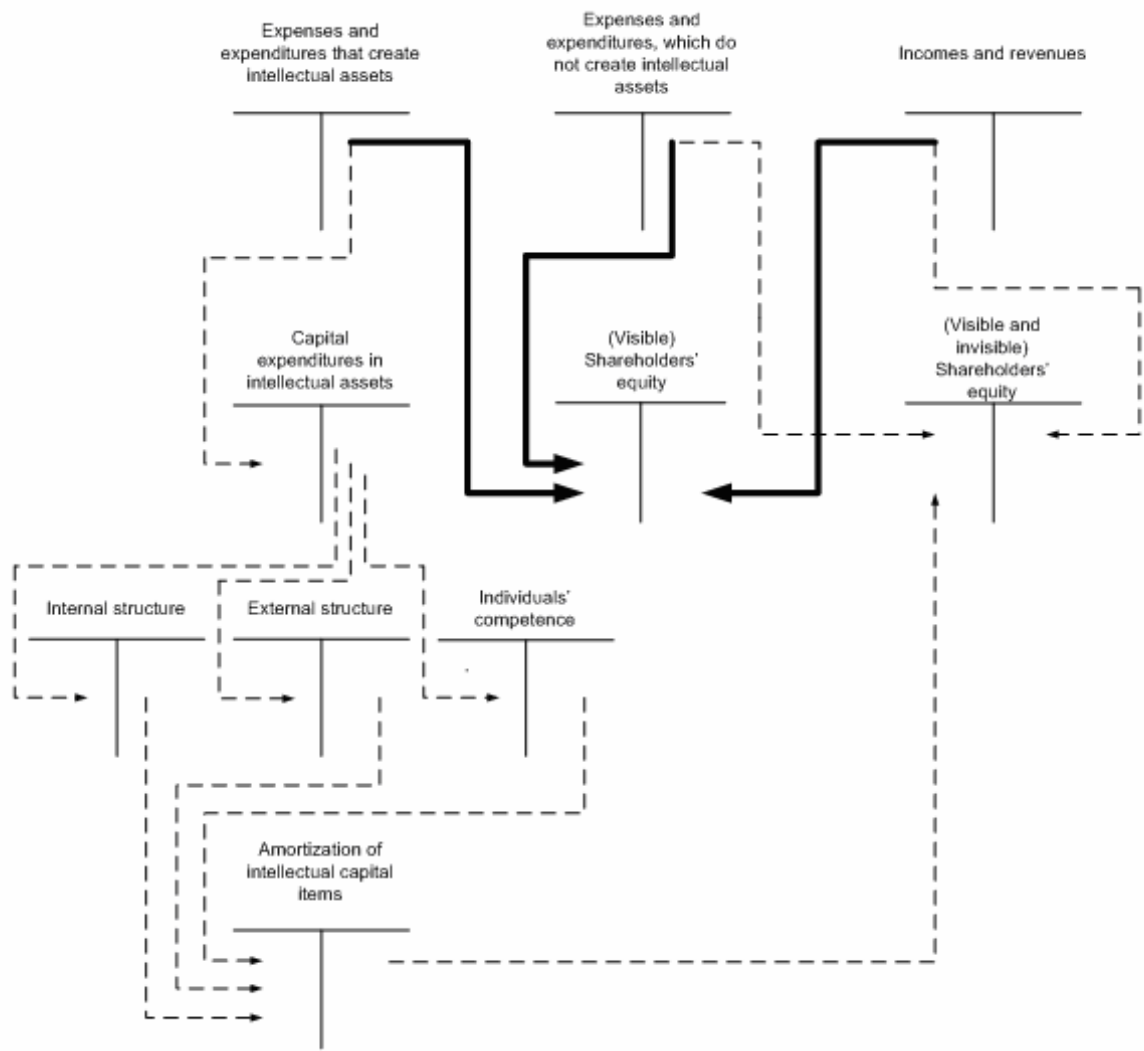 Expenses and
expenditures that create
intellectual assets
Expenses and
expenditures, which do
not create intellectual
assets
Incomes and revenues
Capital
expenditures in
intellectual assets
(Visible)
Shareholders'
equity
(Visible and
invisible)
Shareholders'
equity
Internal structure
External structure
Individuals'
competence
Amortization of
intellectual capital
items